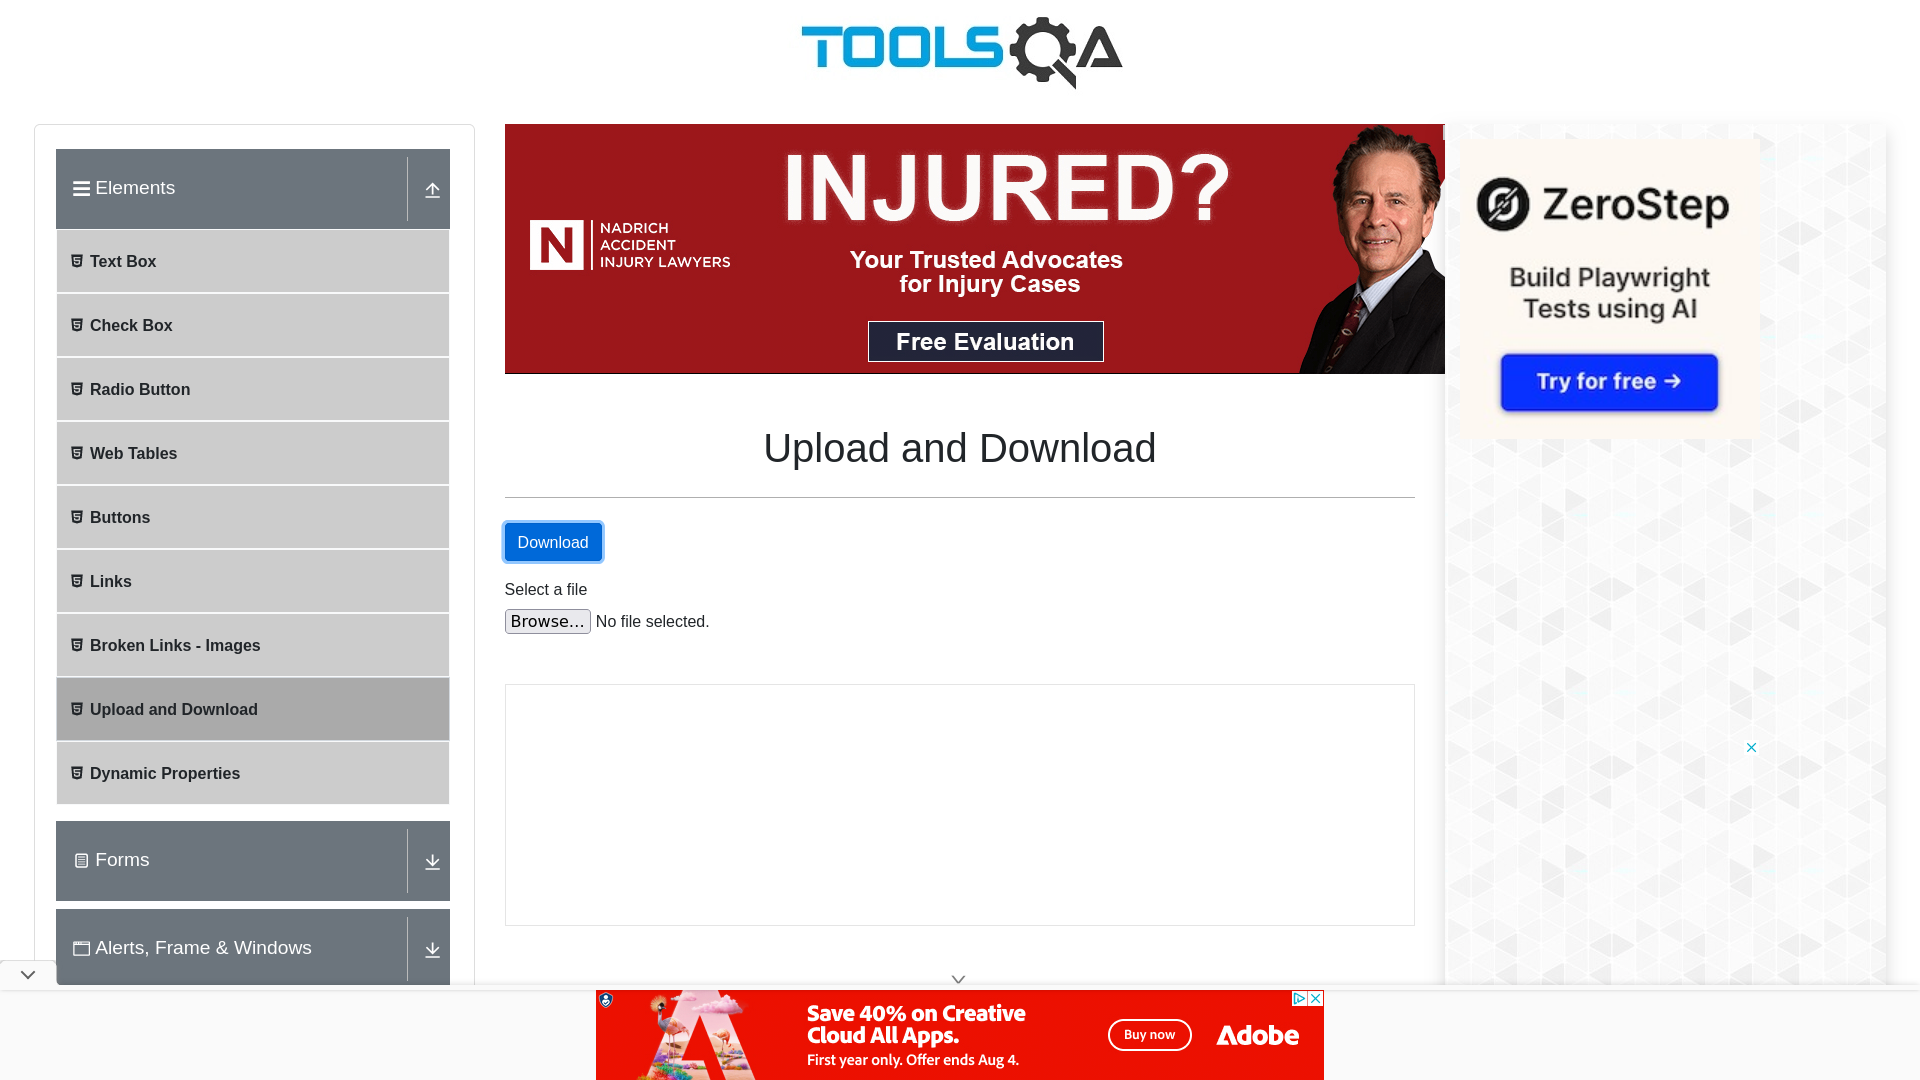 TOOLSQA
Elements
Text Box
Check Box
Radio Button
Web Tables
Buttons
Links
Broken Links - Images
Upload and Download
Dynamic Properties
Forms
Alerts, Frame & Windows
INJURED?
N NADRICH
ACCIDENT
INJURY LAWYERS
Your Trusted Advocates
for Injury Cases
Free Evaluation
Upload and Download
Download
Select a file
Browse... No file selected.
ZeroStep
Build Playwright
Tests using AI
Try for free →
Save 40% on Creative
Cloud All Apps.
First year only. Offer ends Aug 4.
Buy now
Adobe